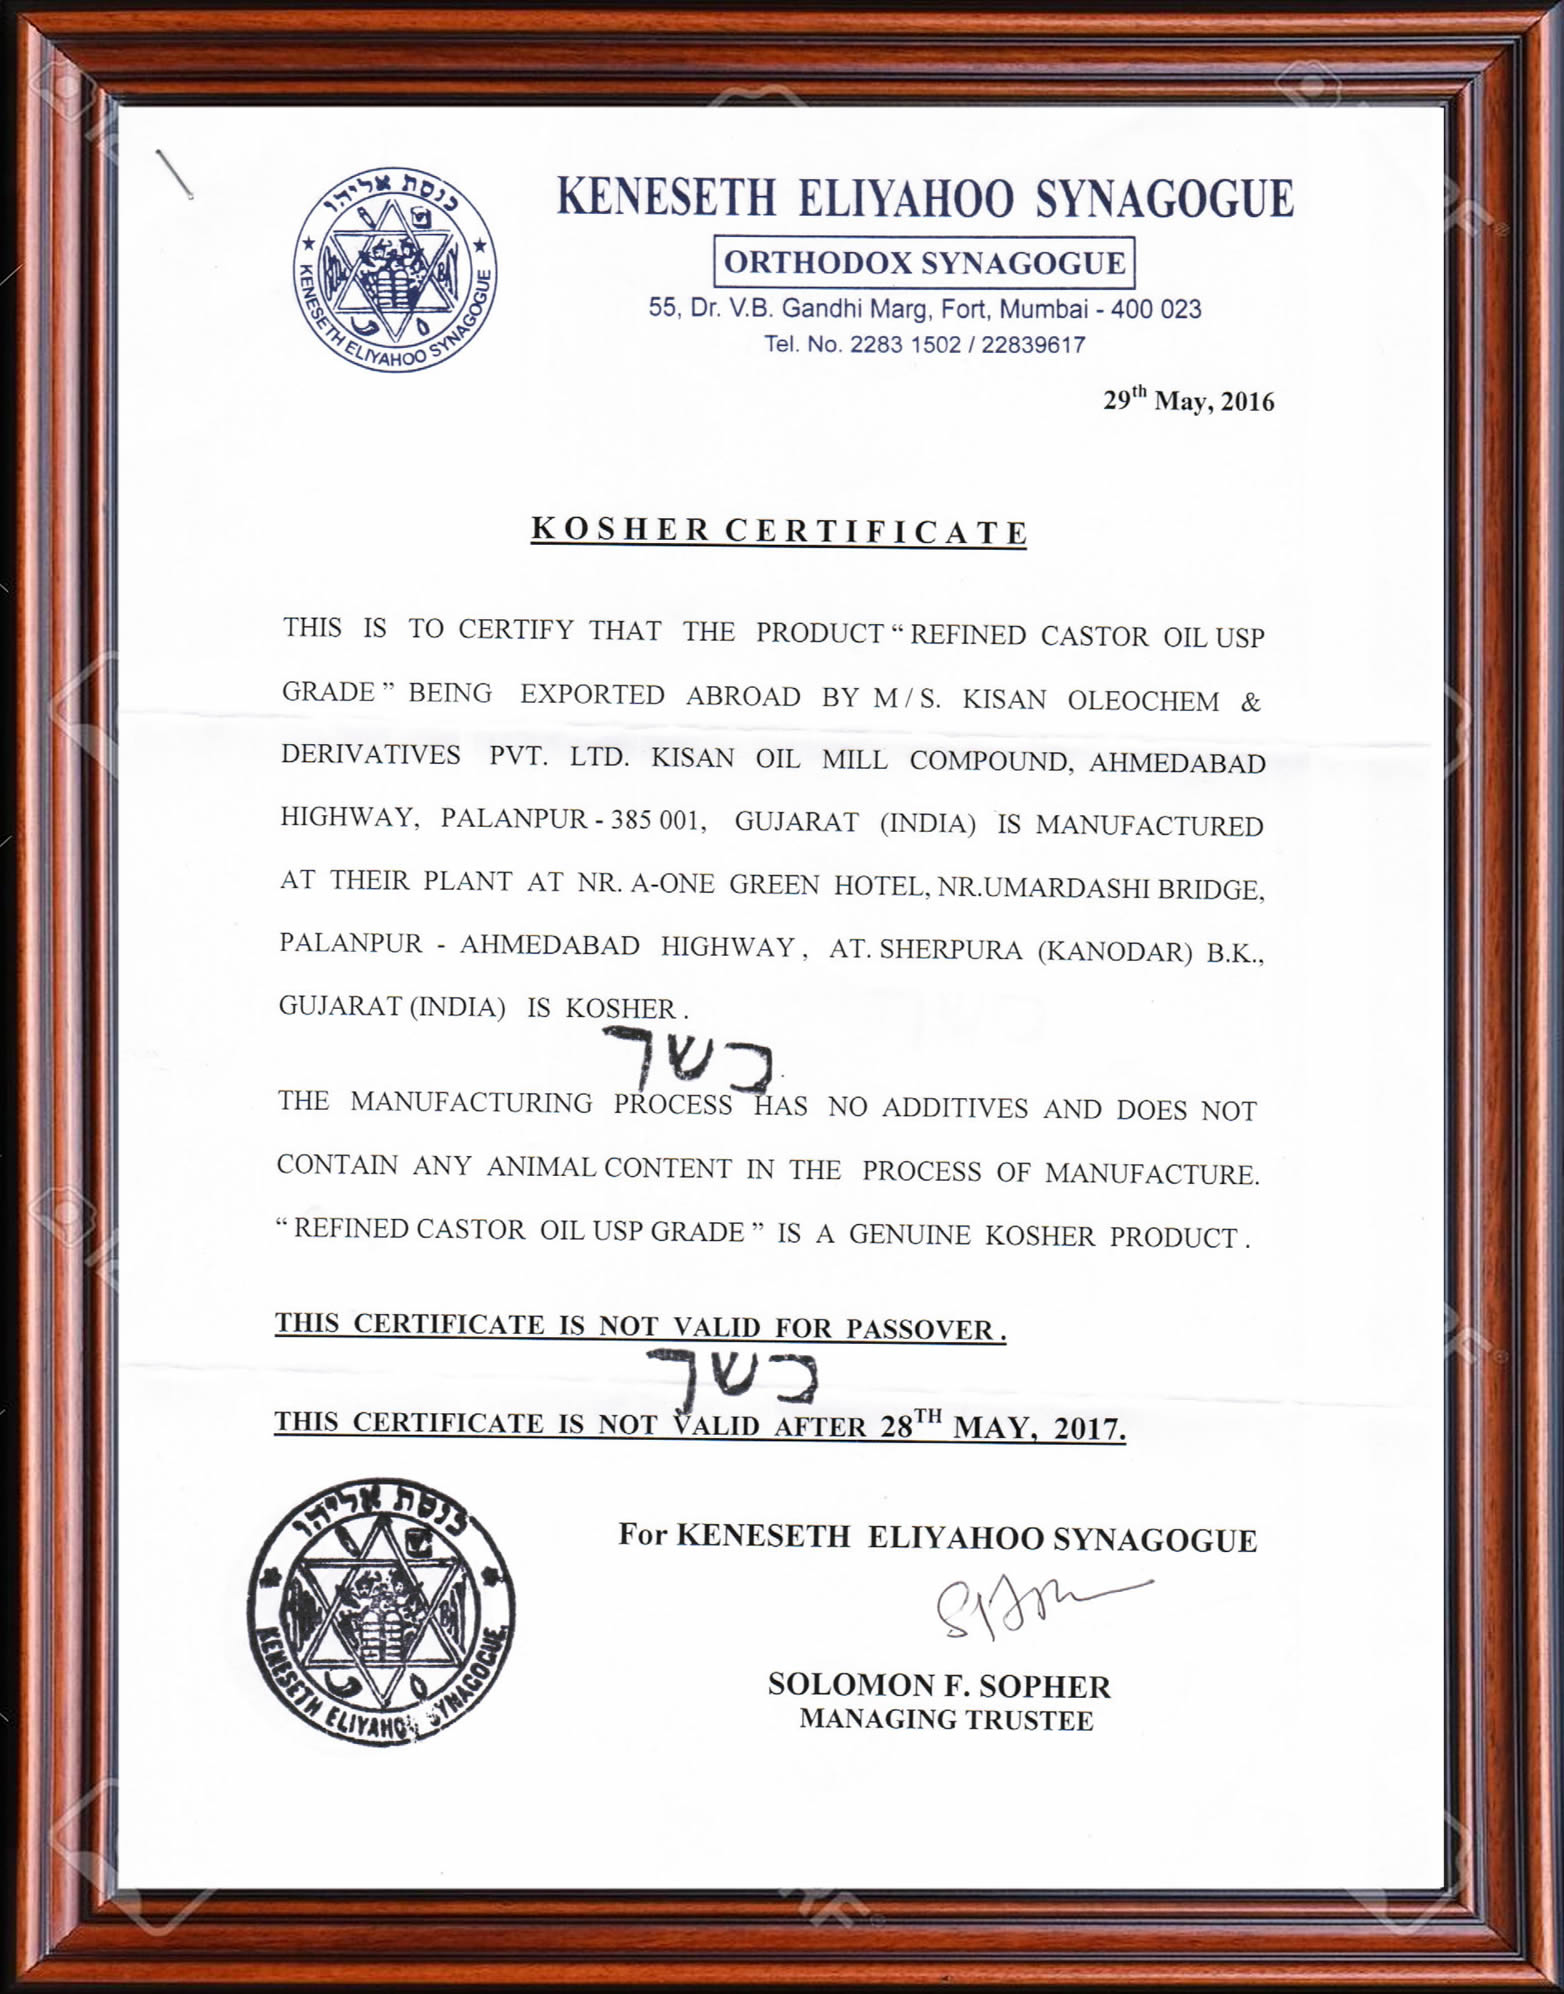 כנסת אליהו
KENESETH ELIYAHOO SYNAGOGUE
KENESETH ELIYAHOO SYNAGOGUE
ORTHODOX SYNAGOGUE
55, Dr. V.B. Gandhi Marg, Fort, Mumbai - 400 023
Tel. No. 2283 1502 / 22839617
29th May, 2016
KOSHER CERTIFICATE
THIS IS TO CERTIFY THAT THE PRODUCT “ REFINED CASTOR OIL USP
GRADE ” BEING EXPORTED ABROAD BY M / S. KISAN OLEOCHEM &
DERIVATIVES PVT. LTD. KISAN OIL MILL COMPOUND, AHMEDABAD
HIGHWAY, PALANPUR - 385 001, GUJARAT (INDIA) IS MANUFACTURED
AT THEIR PLANT AT NR. A-ONE GREEN HOTEL, NR.UMARDASHI BRIDGE,
PALANPUR - AHMEDABAD HIGHWAY , AT. SHERPURA (KANODAR) B.K.,
GUJARAT (INDIA) IS KOSHER .
כשר
THE MANUFACTURING PROCESS HAS NO ADDITIVES AND DOES NOT
CONTAIN ANY ANIMAL CONTENT IN THE PROCESS OF MANUFACTURE.
“ REFINED CASTOR OIL USP GRADE ” IS A GENUINE KOSHER PRODUCT .
THIS CERTIFICATE IS NOT VALID FOR PASSOVER .
כשר
THIS CERTIFICATE IS NOT VALID AFTER 28TH MAY, 2017.
כנסת אליהו
KENESETH ELIYAHOO SYNAGOGUE
For KENESETH ELIYAHOO SYNAGOGUE
SOLOMON F. SOPHER
MANAGING TRUSTEE